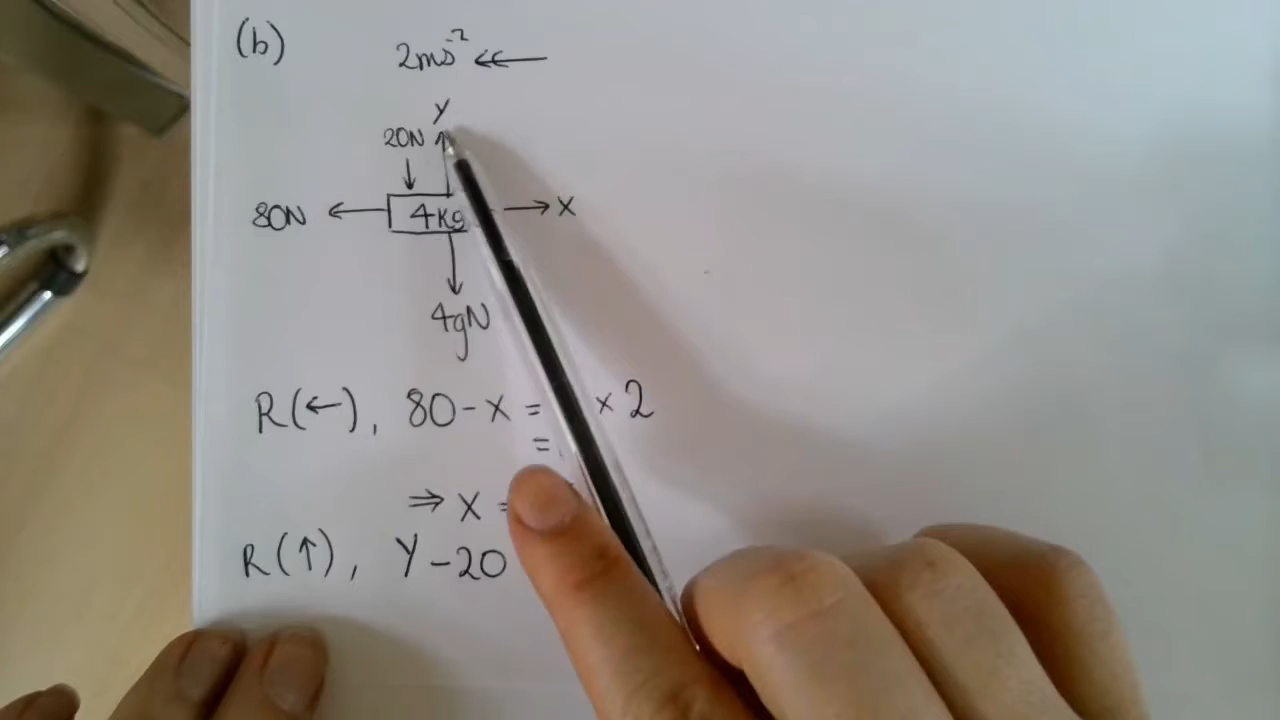 (b)
2ms⁻²
Y
20N
80N 4Kg X
4gN
R(←), 80 - X = × 2
=
⇒ X =
R(↑), Y - 20